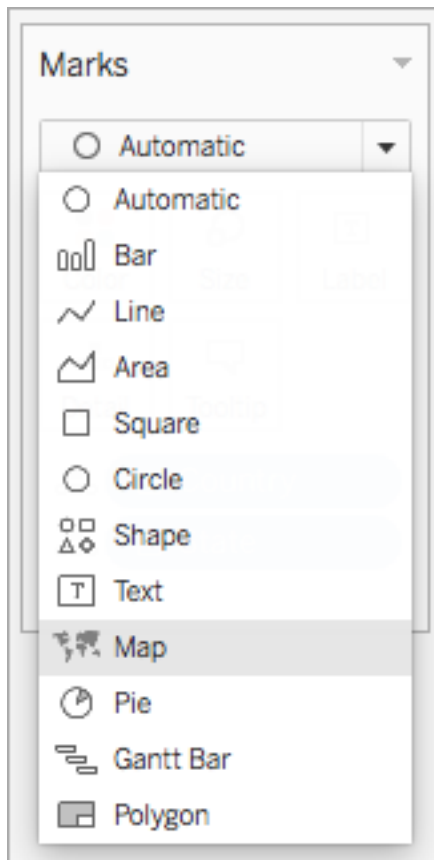 Marks
Automatic
Automatic
Bar
Line
Area
Square
Circle
Shape
Text
Map
Pie
Gantt Bar
Polygon